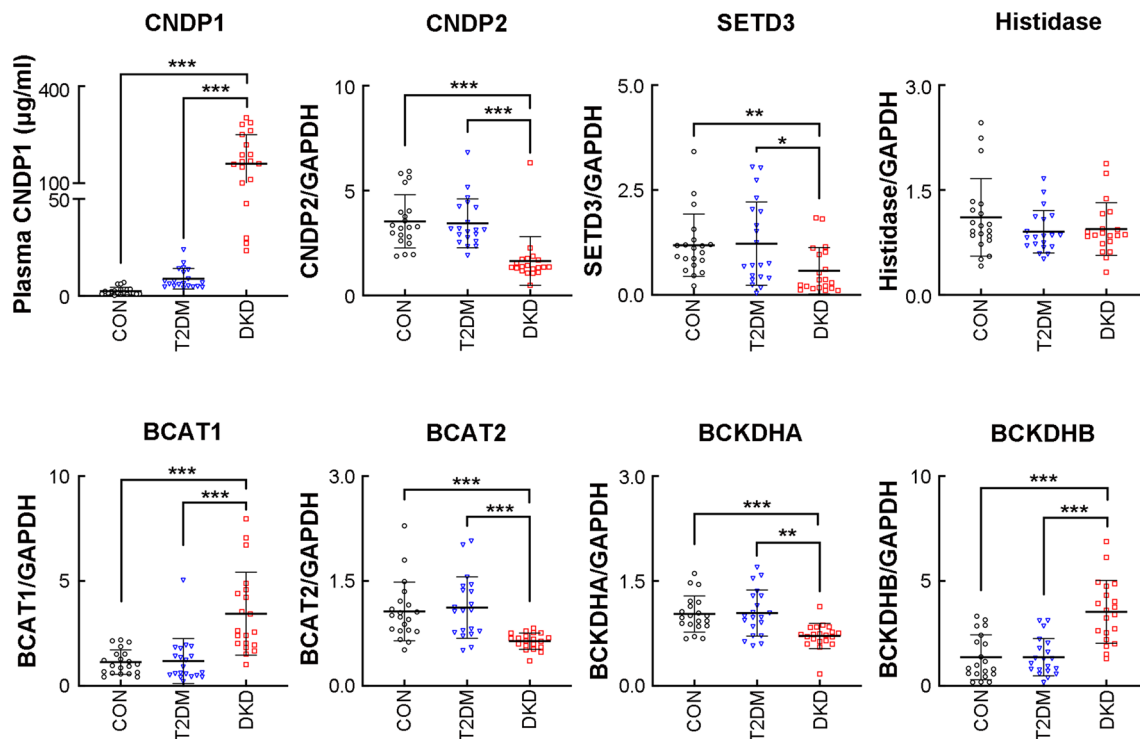 CNDP1
CNDP2
SETD3
Histidase
Plasma CNDP1 (μg/ml)
400
100
50
0
***
***
CON
T2DM
DKD
CNDP2/GAPDH
10
5
0
***
***
CON
T2DM
DKD
SETD3/GAPDH
5.0
2.5
0.0
**
*
CON
T2DM
DKD
Histidase/GAPDH
3.0
1.5
0.0
CON
T2DM
DKD
BCAT1
BCAT2
BCKDHA
BCKDHB
BCAT1/GAPDH
10
5
0
***
***
CON
T2DM
DKD
BCAT2/GAPDH
3.0
1.5
0.0
***
***
CON
T2DM
DKD
BCKDHA/GAPDH
3.0
1.5
0.0
***
**
CON
T2DM
DKD
BCKDHB/GAPDH
10
5
0
***
***
CON
T2DM
DKD